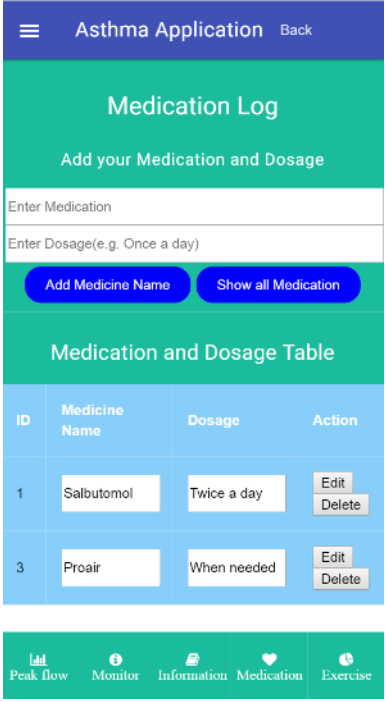 Asthma Application Back
Medication Log
Add your Medication and Dosage
Enter Medication
Enter Dosage(e.g. Once a day)
Add Medicine Name Show all Medication
Medication and Dosage Table
ID Medicine Name Dosage Action
1 Salbutomol Twice a day Edit
Delete
3 Proair When needed Edit
Delete
Peak flow Monitor Information Medication Exercise